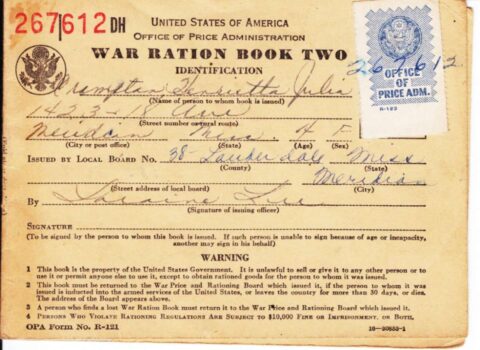 267612 DH
UNITED STATES OF AMERICA
OFFICE OF PRICE ADMINISTRATION
WAR RATION BOOK TWO
IDENTIFICATION
267612
OFFICE
OF
PRICE ADM.
R-123
Crampton Henrietta Julia
(Name of person to whom book is issued)
1423 Ave
(Street number or rural route)
Meridian Miss. 4 F
(City or post office) (State) (Age) (Sex)
ISSUED BY LOCAL BOARD NO. 38 Lauderdale Miss
(County) (State)
Meridian
(Street address of local board) (City)
By Lee
(Signature of issuing officer)
SIGNATURE
(To be signed by the person to whom this book is issued. If such person is unable to sign because of age or incapacity,
another may sign in his behalf)
WARNING
1 This book is the property of the United States Government. It is unlawful to sell or give it to any other person or to
use it or permit anyone else to use it, except to obtain rationed goods for the person to whom it was issued.
2 This book must be returned to the War Price and Rationing Board which issued it, if the person to whom it was
issued is inducted into the armed services of the United States, or leaves the country for more than 30 days, or dies.
The address of the Board appears above.
3 A person who finds a lost War Ration Book must return it to the War Price and Rationing Board which issued it.
4 PERSONS WHO VIOLATE RATIONING REGULATIONS ARE SUBJECT TO $10,000 FINE OR IMPRISONMENT, OR BOTH.
OPA Form No. R-121
16-30853-1